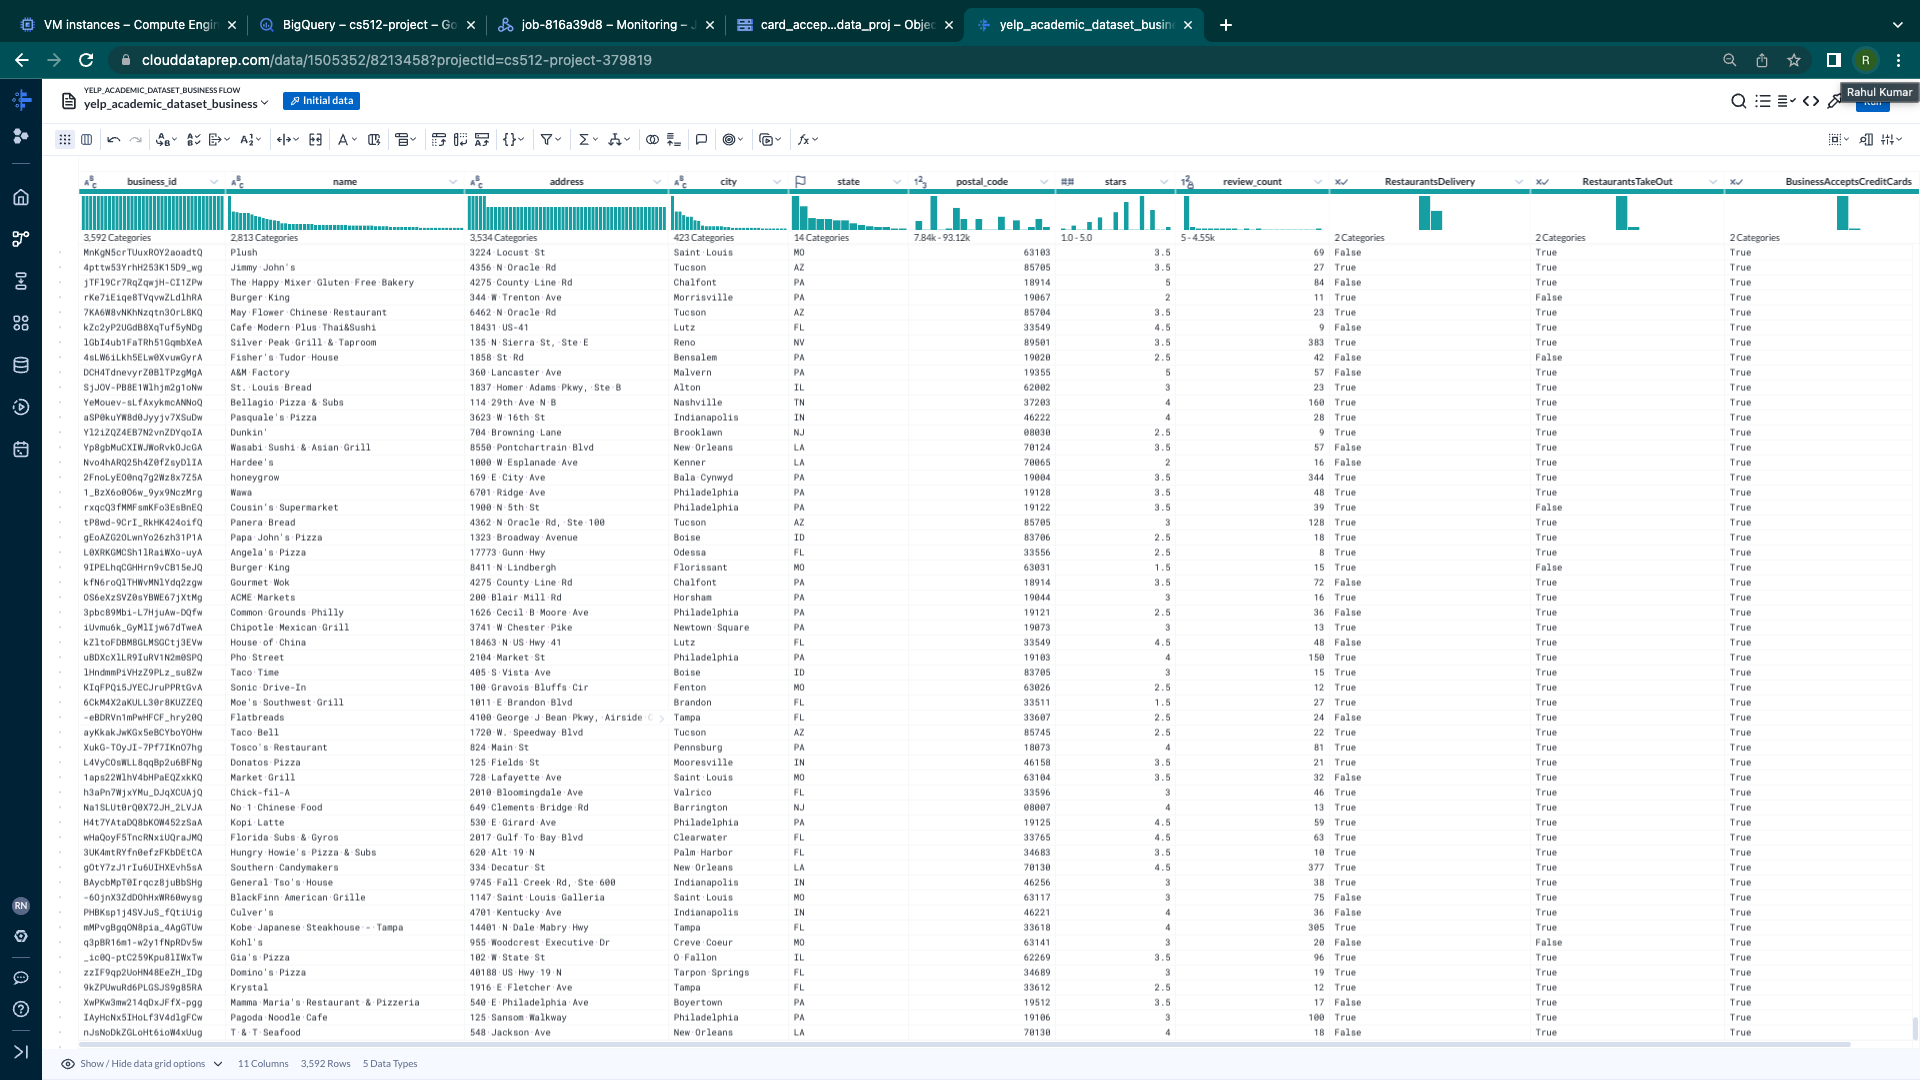 VM instances – Compute Engin
BigQuery – cs512-project – Go
job-816a39d8 – Monitoring –
card_accep...data_proj – Objec
yelp_academic_dataset_busin
clouddataprep.com/data/1505352/8213458?projectId=cs512-project-379819
R
Rahul Kumar
YELP_ACADEMIC_DATASET_BUSINESS FLOW
yelp_academic_dataset_business
Initial data
business_id name address city state postal_code stars review_count RestaurantsDelivery RestaurantsTakeOut BusinessAcceptsCreditCards
3,592 Categories 2,813 Categories 3,534 Categories 423 Categories 14 Categories 7.84k - 93.12k 1.0 - 5.0 5 - 4.55k 2 Categories 2 Categories 2 Categories
MnKgN5crTUuxROY2aoadtQ Plush 3224 Locust St Saint Louis MO 63103 3.5 69 False True True
4pttw53YrhH253K15D9_wg Jimmy John's 4356 N Oracle Rd Tucson AZ 85705 3.5 27 True True True
jTFl9Cr7RqZqwjH-CI1ZPw The Happy Mixer Gluten Free Bakery 4275 County Line Rd Chalfont PA 18914 5 84 False True True
rKe7iEiqe8TVqvwZLdlhRA Burger King 344 W Trenton Ave Morrisville PA 19067 2 11 True False True
7KA6W8vNKhNzqtn3OrL8KQ May Flower Chinese Restaurant 6462 N Oracle Rd Tucson AZ 85704 3.5 23 True True True
kZc2yP2UGdB8XqTuf5yNDg Cafe Modern Plus Thai&Sushi 18431 US-41 Lutz FL 33549 4.5 9 False True True
lGbI4ub1FaTRh51GqmbXeA Silver Peak Grill & Taproom 135 N Sierra St, Ste E Reno NV 89501 3.5 383 True True True
4sLW6iLkh5ELw0XvuwGyrA Fisher's Tudor House 1858 St Rd Bensalem PA 19020 2.5 42 False False True
DCH4TdnevyrZ0BlTPzgMgA A&M Factory 360 Lancaster Ave Malvern PA 19355 5 57 False True True
SjJOV-PB8E1Wlhjm2g1oNw St. Louis Bread 1837 Homer Adams Pkwy, Ste B Alton IL 62002 3 23 True True True
YeMouev-sLfAxykmcANNoQ Bellagio Pizza & Subs 114 29th Ave N B Nashville TN 37203 4 160 True True True
aSP0kuYW8d0Jyyjv7XSuDw Pasquale's Pizza 3623 W 16th St Indianapolis IN 46222 4 28 True True True
Yl2iZQZ4EB7N2vnZDYqoIA Dunkin' 704 Browning Lane Brooklawn NJ 08030 2.5 9 True True True
Yp8gbMuCXIWJWoRvkOJcGA Wasabi Sushi & Asian Grill 8550 Pontchartrain Blvd New Orleans LA 70124 3.5 57 False True True
Nvo4hARQ25h4Z0fZsyDlIA Hardee's 1000 W Esplanade Ave Kenner LA 70065 2 16 False True True
2FnoLyEO0nq7g2Wz8x7Z5A honeygrow 169 E City Ave Bala Cynwyd PA 19004 3.5 344 True True True
1_BzX6o0O6w_9yx9NczMrg Wawa 6701 Ridge Ave Philadelphia PA 19128 3.5 48 True True True
rxqcQ3fMMFsmKFo3EsBnEQ Cousin's Supermarket 1900 N 5th St Philadelphia PA 19122 3.5 39 True False True
tP8wd-9CrI_RkHK424oifQ Panera Bread 4362 N Oracle Rd, Ste 100 Tucson AZ 85705 3 128 True True True
gEoAZG2OLwnYo26zh31P1A Papa John's Pizza 1323 Broadway Avenue Boise ID 83706 2.5 18 True True True
L0XRKGMCSh1lRaiWXo-uyA Angela's Pizza 17773 Gunn Hwy Odessa FL 33556 2.5 8 True True True
9IPELhqCGHHrn9vCB15eJQ Burger King 8411 N Lindbergh Florissant MO 63031 1.5 15 True False True
kfN6roQlTHWvMNlYdq2zgw Gourmet Wok 4275 County Line Rd Chalfont PA 18914 3.5 72 False True True
OS6eXzSVZ0sYBWE67jXtMg ACME Markets 200 Blair Mill Rd Horsham PA 19044 3 16 True True True
3pbc89Mbi-L7HjuAw-DQfw Common Grounds Philly 1626 Cecil B Moore Ave Philadelphia PA 19121 2.5 36 False True True
iUvmu6k_GyMlIjw67dTweA Chipotle Mexican Grill 3741 W Chester Pike Newtown Square PA 19073 3 13 True True True
kZltoFDBM8GLMSGCtj3EVw House of China 18463 N US Hwy 41 Lutz FL 33549 4.5 48 False True True
uBDXcXlLR9IuRV1N2m0SPQ Pho Street 2104 Market St Philadelphia PA 19103 4 150 True True True
lHndmmPiVHzZ9PLz_su8Zw Taco Time 405 S Vista Ave Boise ID 83705 3 15 True True True
KIqFPQi5JYECJruPPRtGvA Sonic Drive-In 100 Gravois Bluffs Cir Fenton MO 63026 2.5 12 True True True
6CkM4X2aKULL30r8KUZZEQ Moe's Southwest Grill 1011 E Brandon Blvd Brandon FL 33511 1.5 27 True True True
-eBDRVn1mPwHFCF_hry20Q Flatbreads 4100 George J Bean Pkwy, Airside C Tampa FL 33607 2.5 24 False True True
ayKkakJwKGx5eBCYboYOHw Taco Bell 1720 W. Speedway Blvd Tucson AZ 85745 2.5 22 True True True
XukG-TOyJI-7Pf7IKnO7hg Tosco's Restaurant 824 Main St Pennsburg PA 18073 4 81 True True True
L4VyCOsWLL8qqBp2u6BFNg Donatos Pizza 125 Fields St Mooresville IN 46158 3.5 21 True True True
1aps22WlhV4bHPaEQZxkKQ Market Grill 728 Lafayette Ave Saint Louis MO 63104 3.5 32 False True True
h3aPn7WjxYMu_DJqXCUAjQ Chick-fil-A 2010 Bloomingdale Ave Valrico FL 33596 3 46 True True True
Na1SLUt0rQ0X72JH_2LVJA No 1 Chinese Food 649 Clements Bridge Rd Barrington NJ 08007 4 13 True True True
H4t7YAtaDQ8bKOW452zSaA Kopi Latte 530 E Girard Ave Philadelphia PA 19125 4.5 59 True True True
wHaQoyF5TncRNxiUQraJMQ Florida Subs & Gyros 2017 Gulf To Bay Blvd Clearwater FL 33765 4.5 63 True True True
3UK4mtRYfn0efzFKbDEtCA Hungry Howie's Pizza & Subs 620 Alt 19 N Palm Harbor FL 34683 3.5 10 True True True
gOtY7zJ1rIu6UIHXEvh5sA Southern Candymakers 334 Decatur St New Orleans LA 70130 4.5 377 True True True
BAycbMpT0Irqcz8juBbSHg General Tso's House 9745 Fall Creek Rd, Ste 600 Indianapolis IN 46256 3 38 True True True
-6OjnX3ZdDOhHxWR60wysg BlackFinn American Grille 1147 Saint Louis Galleria Saint Louis MO 63117 3 75 False True True
PHBKsp1j4SVJuS_fQtiUig Culver's 4701 Kentucky Ave Indianapolis IN 46221 4 36 False True True
mMPvgBgqON8pia_4AgGTUw Kobe Japanese Steakhouse - Tampa 14401 N Dale Mabry Hwy Tampa FL 33618 4 305 True True True
q3pBR16m1-w2y1fNpRDv5w Kohl's 955 Woodcrest Executive Dr Creve Coeur MO 63141 3 20 False False True
_ic0Q-ptC259Kpu8lIWxTw Gia's Pizza 102 W State St O Fallon IL 62269 3.5 96 True True True
zzIF9qp2UoHN48EeZH_IDg Domino's Pizza 40188 US Hwy 19 N Tarpon Springs FL 34689 3 19 True True True
9kZPUwuRd6PLGSJS9g85RA Krystal 1916 E Fletcher Ave Tampa FL 33612 2.5 12 True True True
XwPKw3mw214qDxJFfX-pgg Mamma Maria's Restaurant & Pizzeria 540 E Philadelphia Ave Boyertown PA 19512 3.5 17 False True True
IAyHcNx5IHoLf3V4dlgFCw Pagoda Noodle Cafe 125 Sansom Walkway Philadelphia PA 19106 3 100 True True True
nJsNoDkZGLoHt6ioW4xUug T & T Seafood 548 Jackson Ave New Orleans LA 70130 4 18 False True True
RN
Show / Hide data grid options 11 Columns 3,592 Rows 5 Data Types